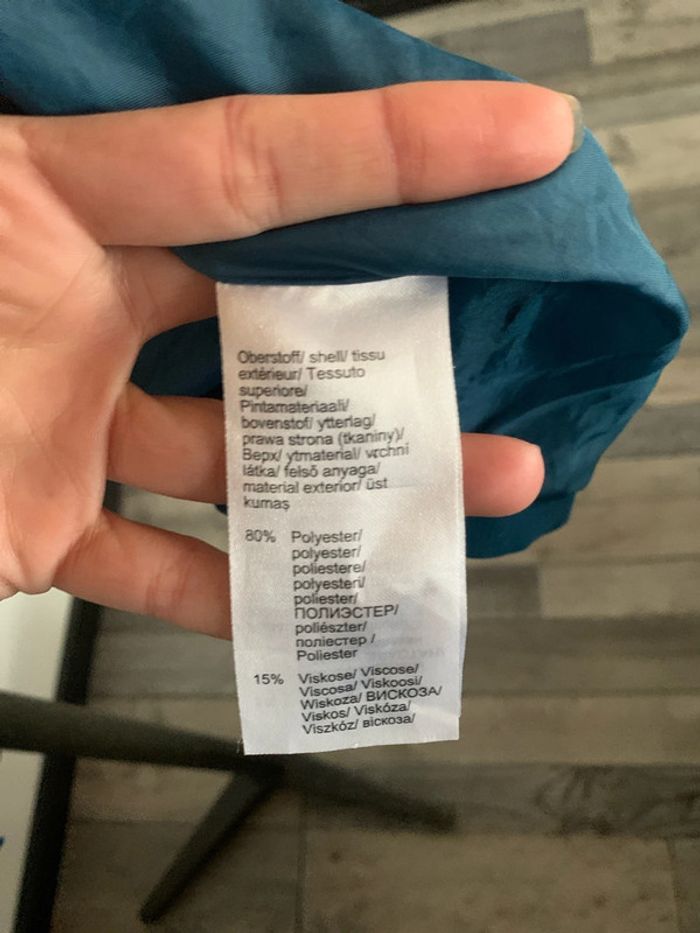 Oberstoff/ shell/ tissu
extérieur/ Tessuto
superiore/
Pintamateriaali/
bovenstof/ ytterlag/
prawa strona (tkaniny)/
Верх/ ytmaterial/ vrchní
látka/ felső anyaga/
material exterior/ üst
kumaş
80% Polyester/
polyester/
poliestere/
polyesteri/
poliester/
ПОЛИЭСТЕР/
poliészter/
поліестер /
Poliester
15% Viskose/ Viscose/
Viscosa/ Viskoosi/
Wiskoza/ ВИСКОЗА/
Viskos/ Viskóza/
Viszkóz/ віскоза/